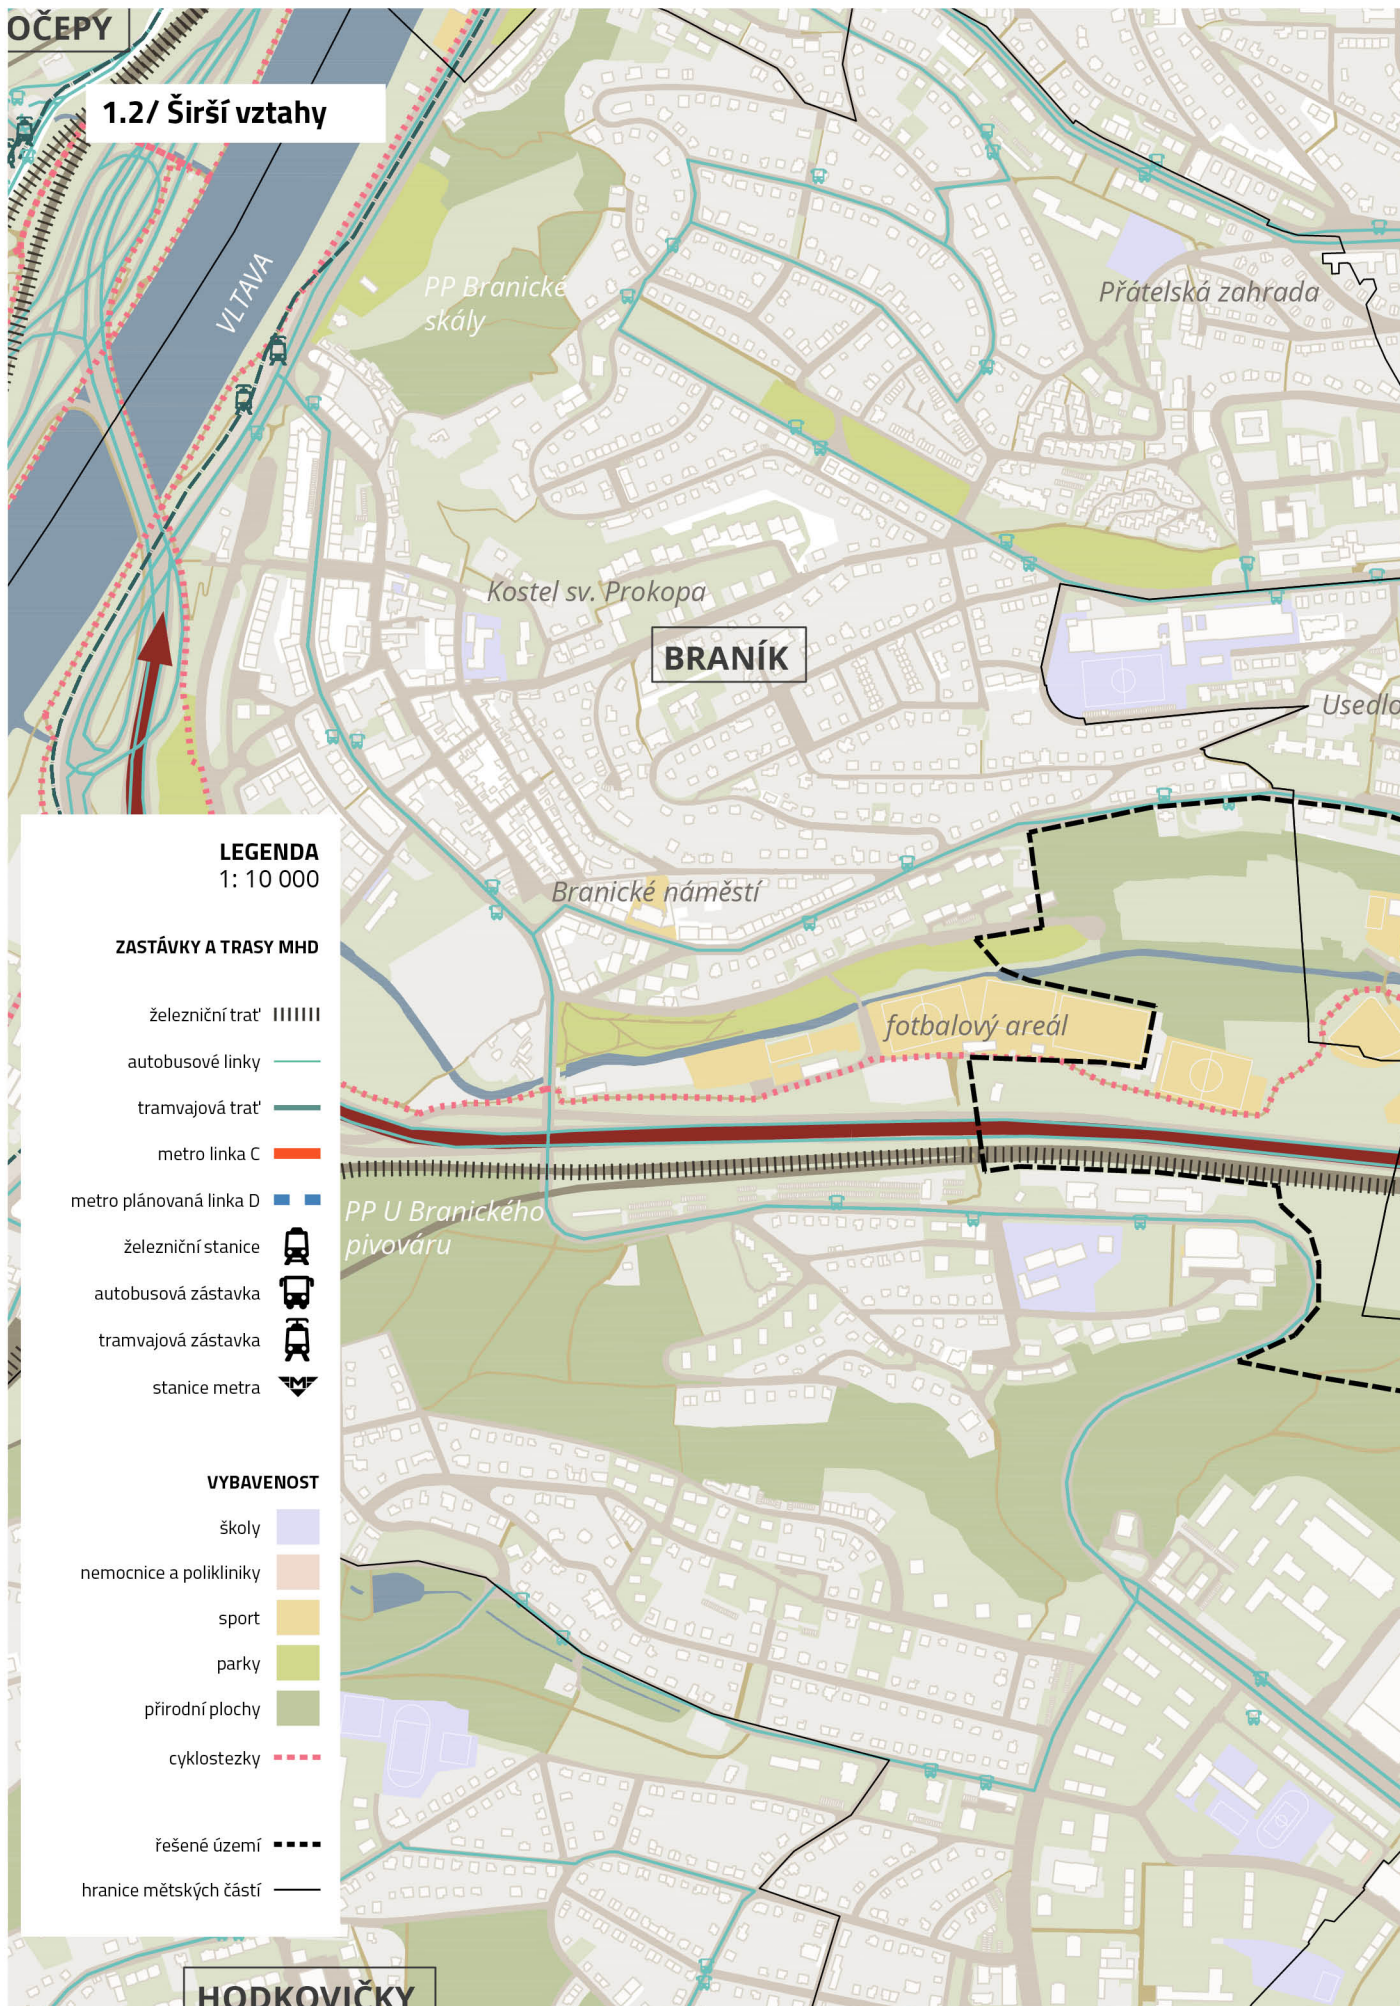 OČEPY
1.2/ Širší vztahy
VLTAVA
PP Branické
skály
Přátelská zahrada
Kostel sv. Prokopa
BRANÍK
Usedlo
Branické náměstí
fotbalový areál
PP U Branického
pivováru
LEGENDA
1: 10 000
ZASTÁVKY A TRASY MHD
železniční trať
autobusové linky
tramvajová trať
metro linka C
metro plánovaná linka D
železniční stanice
autobusová zástavka
tramvajová zástavka
stanice metra
VYBAVENOST
školy
nemocnice a polikliniky
sport
parky
přírodní plochy
cyklostezky
řešené území
hranice mětských částí
HODKOVIČKY